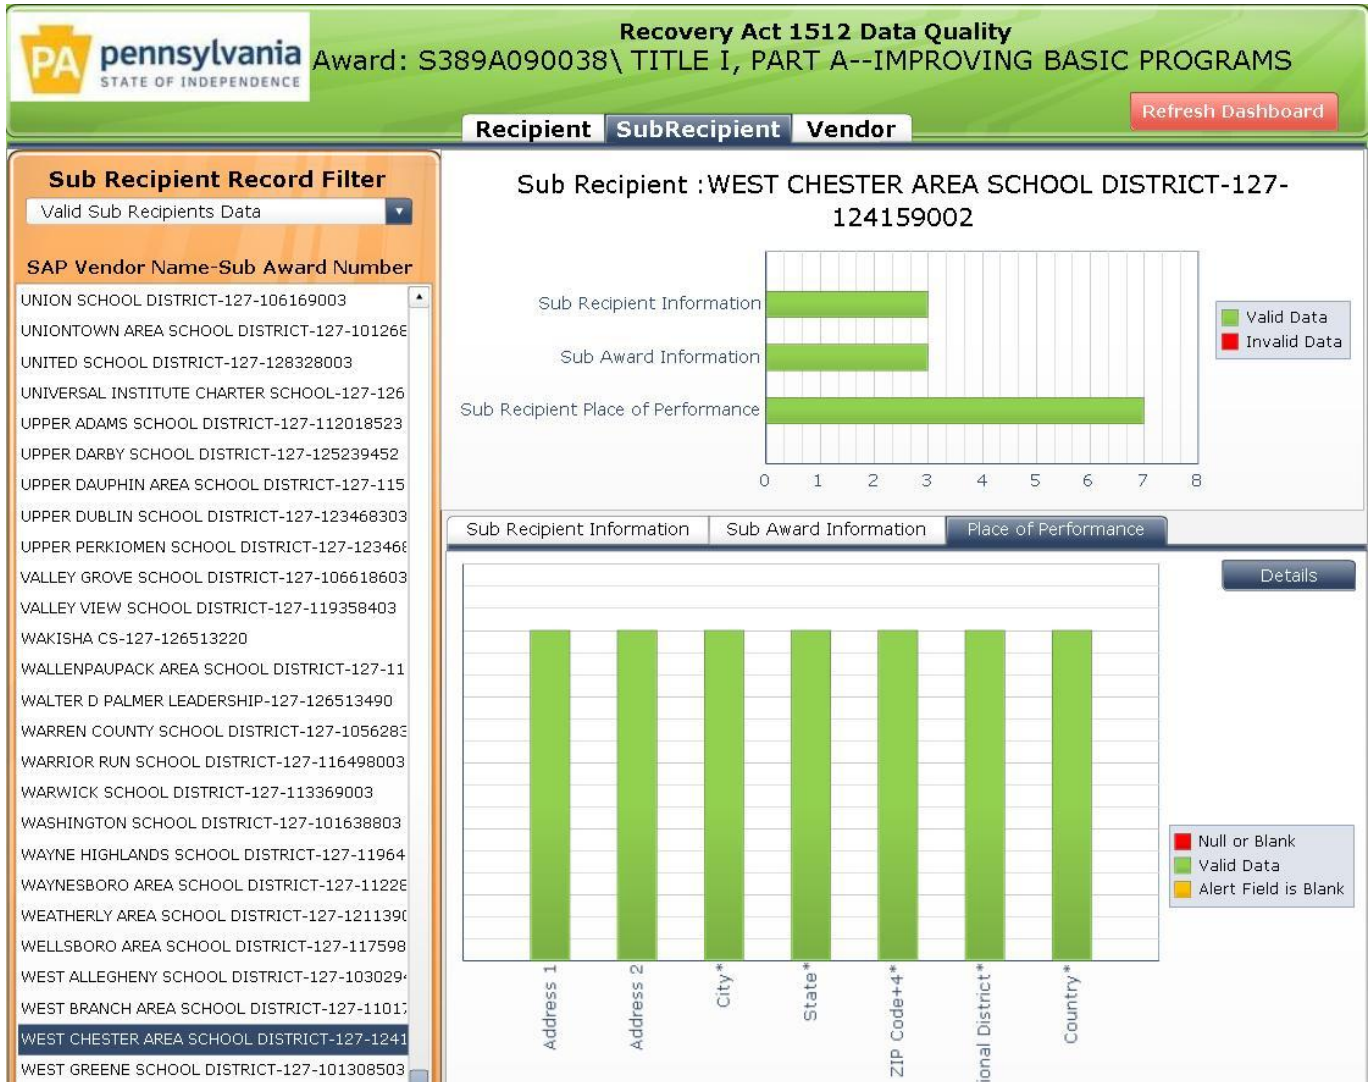 PA
pennsylvania
STATE OF INDEPENDENCE
Recovery Act 1512 Data Quality
Award: S389A090038\ TITLE I, PART A--IMPROVING BASIC PROGRAMS
Refresh Dashboard
Recipient SubRecipient Vendor
Sub Recipient Record Filter
Valid Sub Recipients Data
SAP Vendor Name-Sub Award Number
UNION SCHOOL DISTRICT-127-106169003
UNIONTOWN AREA SCHOOL DISTRICT-127-101268
UNITED SCHOOL DISTRICT-127-128328003
UNIVERSAL INSTITUTE CHARTER SCHOOL-127-126
UPPER ADAMS SCHOOL DISTRICT-127-112018523
UPPER DARBY SCHOOL DISTRICT-127-125239452
UPPER DAUPHIN AREA SCHOOL DISTRICT-127-115
UPPER DUBLIN SCHOOL DISTRICT-127-123468303
UPPER PERKIOMEN SCHOOL DISTRICT-127-123468
VALLEY GROVE SCHOOL DISTRICT-127-106618603
VALLEY VIEW SCHOOL DISTRICT-127-119358403
WAKISHA CS-127-126513220
WALLENPAUPACK AREA SCHOOL DISTRICT-127-11
WALTER D PALMER LEADERSHIP-127-126513490
WARREN COUNTY SCHOOL DISTRICT-127-1056283
WARRIOR RUN SCHOOL DISTRICT-127-116498003
WARWICK SCHOOL DISTRICT-127-113369003
WASHINGTON SCHOOL DISTRICT-127-101638803
WAYNE HIGHLANDS SCHOOL DISTRICT-127-11964
WAYNESBORO AREA SCHOOL DISTRICT-127-11228
WEATHERLY AREA SCHOOL DISTRICT-127-1211390
WELLSBORO AREA SCHOOL DISTRICT-127-117598
WEST ALLEGHENY SCHOOL DISTRICT-127-103029
WEST BRANCH AREA SCHOOL DISTRICT-127-11017
WEST CHESTER AREA SCHOOL DISTRICT-127-1241
WEST GREENE SCHOOL DISTRICT-127-101308503
Sub Recipient :WEST CHESTER AREA SCHOOL DISTRICT-127-
124159002
Sub Recipient Information
Sub Award Information
Sub Recipient Place of Performance
0 1 2 3 4 5 6 7 8
Valid Data
Invalid Data
Sub Recipient Information Sub Award Information Place of Performance
Details
Address 1
Address 2
City*
State*
ZIP Code+4*
ional District*
Country*
Null or Blank
Valid Data
Alert Field is Blank